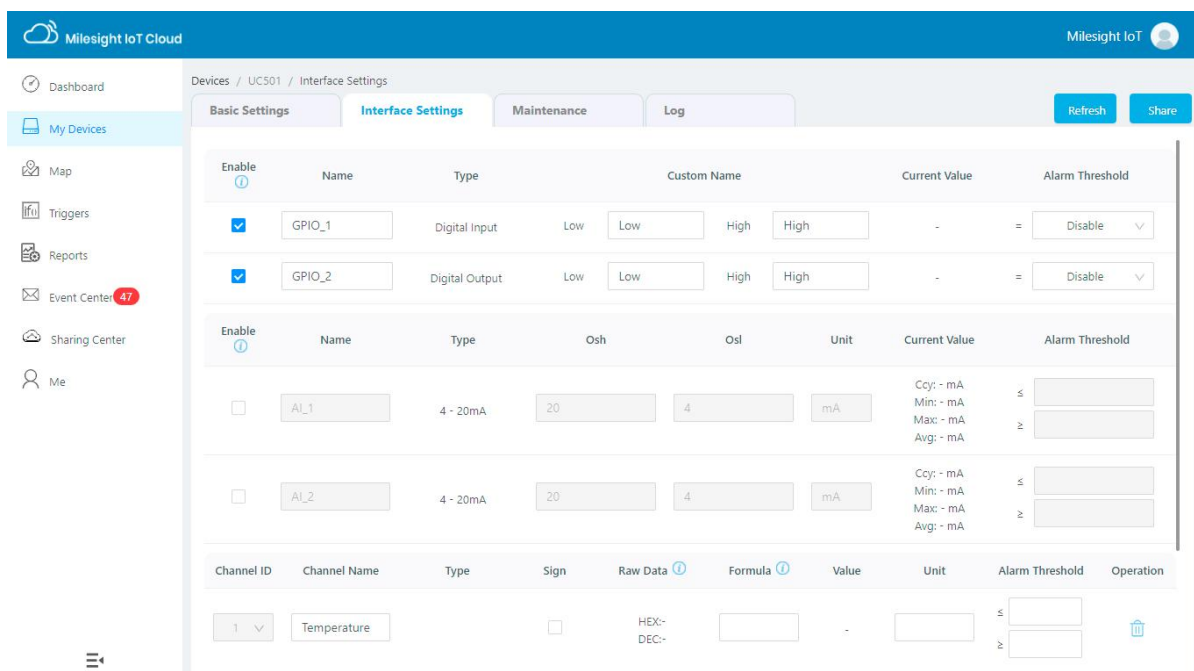 Milesight IoT Cloud
Milesight IoT
Dashboard
My Devices
Map
Triggers
Reports
Event Center 47
Sharing Center
Me
Devices / UC501 / Interface Settings
Basic Settings Interface Settings Maintenance Log Refresh Share
Enable Name Type Custom Name Current Value Alarm Threshold
GPIO_1 Digital Input Low Low High High - = Disable
GPIO_2 Digital Output Low Low High High - = Disable
Enable Name Type Osh Osl Unit Current Value Alarm Threshold
AI_1 4 - 20mA 20 4 mA
Ccy: - mA
Min: - mA
Max: - mA
Avg: - mA
≤
≥
AI_2 4 - 20mA 20 4 mA
Ccy: - mA
Min: - mA
Max: - mA
Avg: - mA
≤
≥
Channel ID Channel Name Type Sign Raw Data Formula Value Unit Alarm Threshold Operation
1 Temperature
HEX:-
DEC:-
-
≤
≥